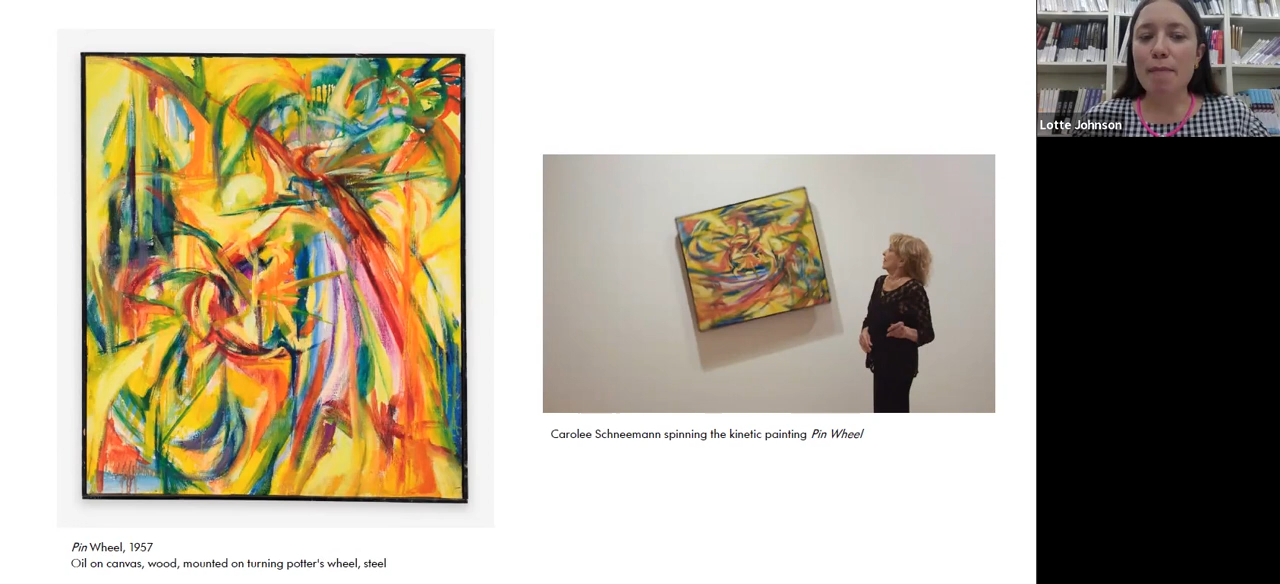 Lotte Johnson
Carolee Schneemann spinning the kinetic painting Pin Wheel
Pin Wheel, 1957
Oil on canvas, wood, mounted on turning potter's wheel, steel